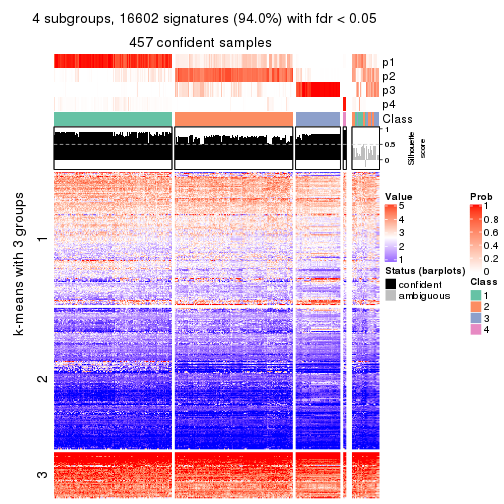 4 subgroups, 16602 signatures (94.0%) with fdr < 0.05
457 confident samples
p1
p2
p3
p4
Class
1
0.5
0
Silhouette
score
k-means with 3 groups
1
2
3
Value
5
4
3
2
1
Status (barplots)
confident
ambiguous
Prob
1
0.8
0.6
0.4
0.2
0
Class
1
2
3
4